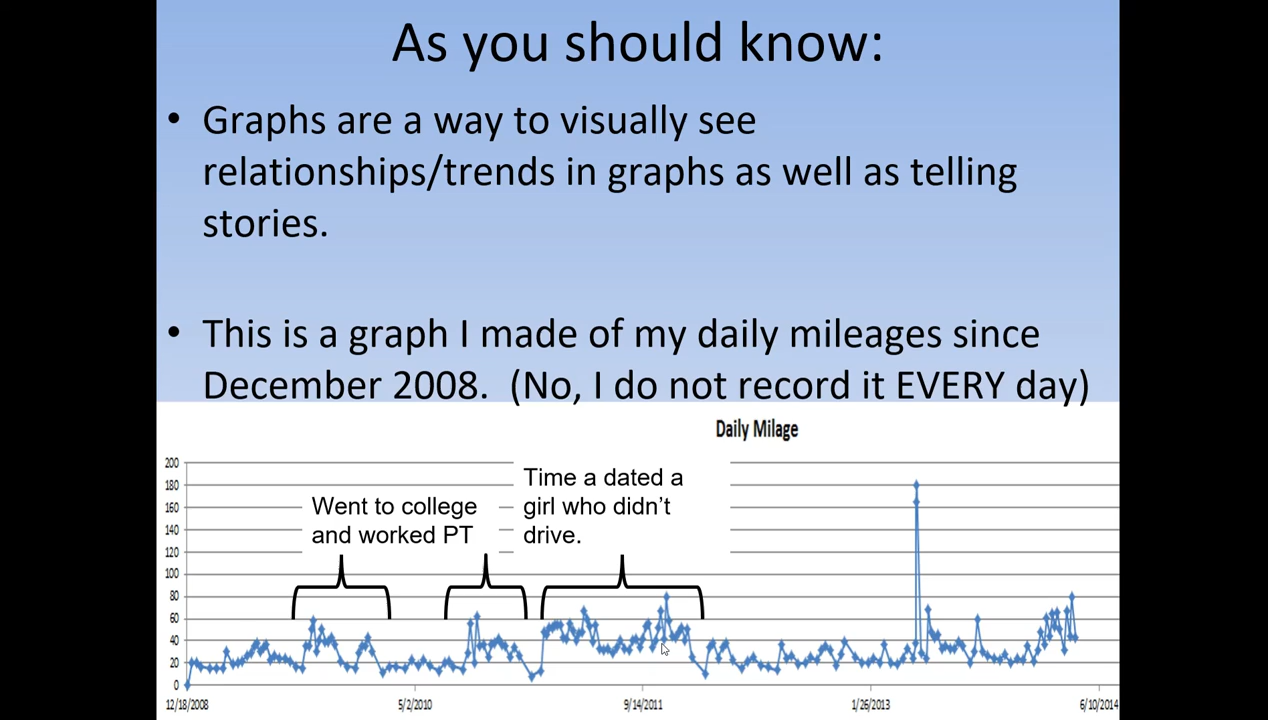 As you should know:
• Graphs are a way to visually see
relationships/trends in graphs as well as telling
stories.
• This is a graph I made of my daily mileages since
December 2008.  (No, I do not record it EVERY day)
Daily Milage
Time a dated a
girl who didn't
drive.
Went to college
and worked PT
200
180
160
140
120
100
80
60
40
20
0
12/18/2008
5/2/2010
9/14/2011
1/26/2013
6/10/2014